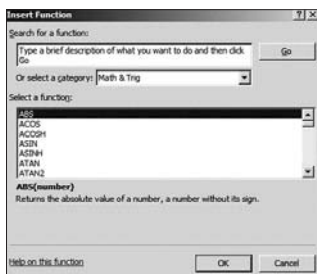 Insert Function
Search for a function:
Type a brief description of what you want to do and then click
Go
Go
Or select a category: Math & Trig
Select a function:
ABS
ACOS
ACOSH
ASIN
ASINH
ATAN
ATAN2
ABS(number)
Returns the absolute value of a number, a number without its sign.
Help on this function
OK
Cancel